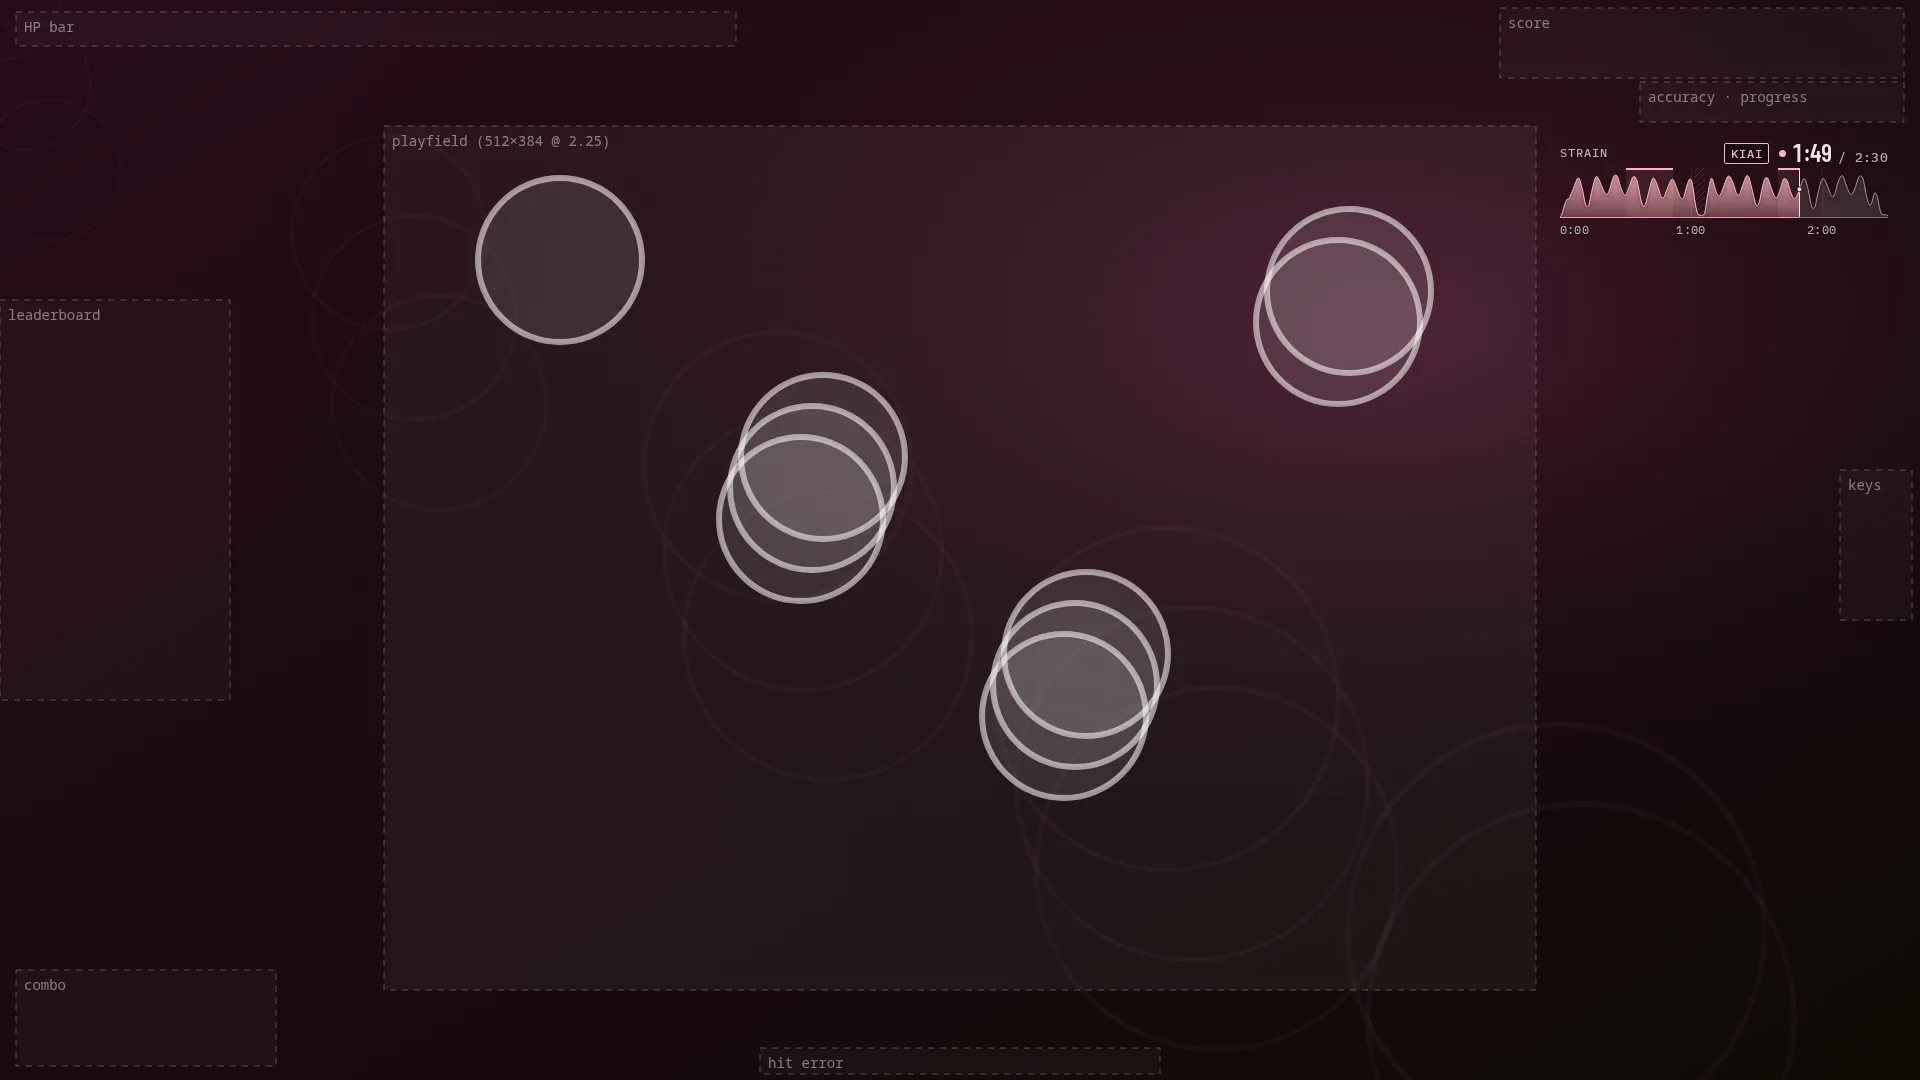 HP bar
score
accuracy · progress
playfield (512×384 @ 2.25)
STRAIN
KIAI
1:49 / 2:30
0:00
1:00
2:00
leaderboard
keys
combo
hit error